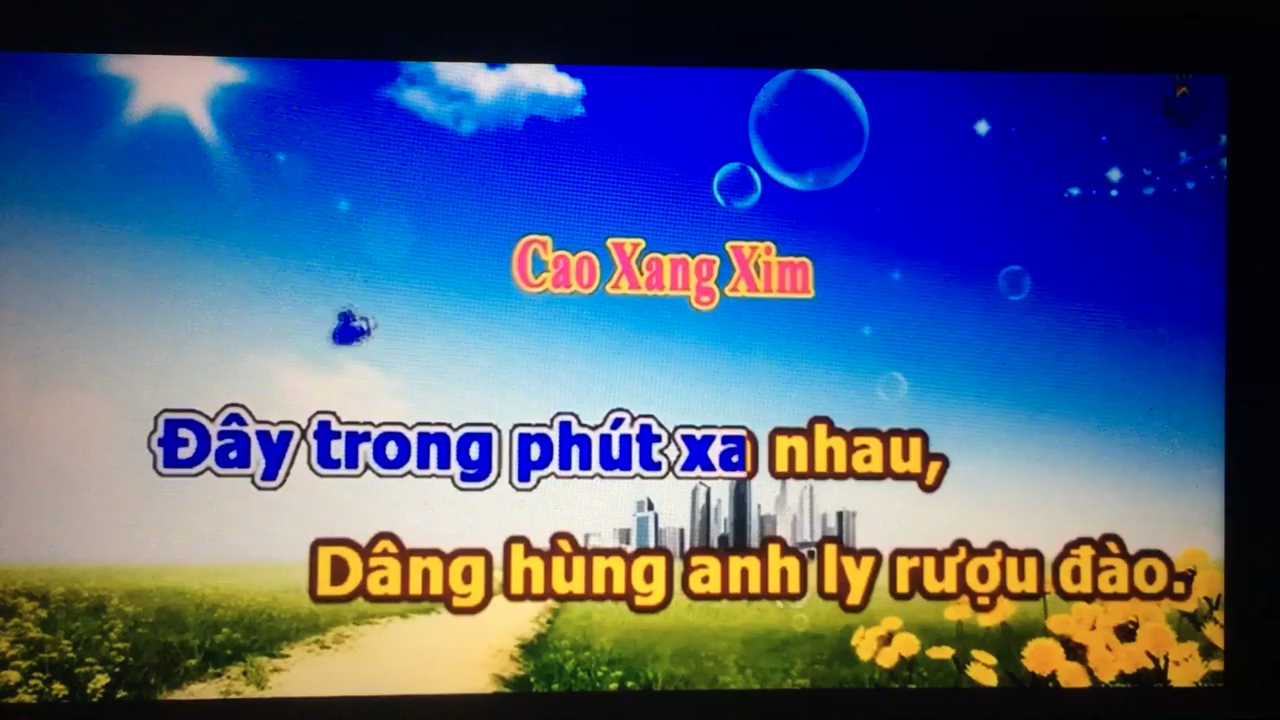 Cao Xang Xim
Đây trong phút xa nhau,
Dâng hùng anh ly rượu đào.